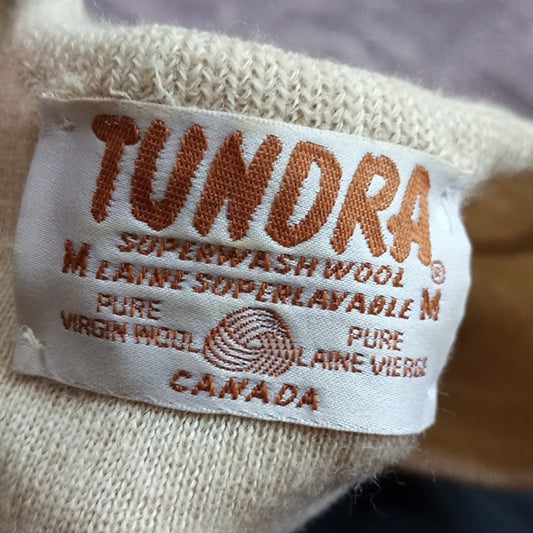 TUNDRA®
SUPERWASH WOOL
M LAINE SUPERLAVABLE M
PURE VIRGIN WOOL
PURE LAINE VIERGE
CANADA